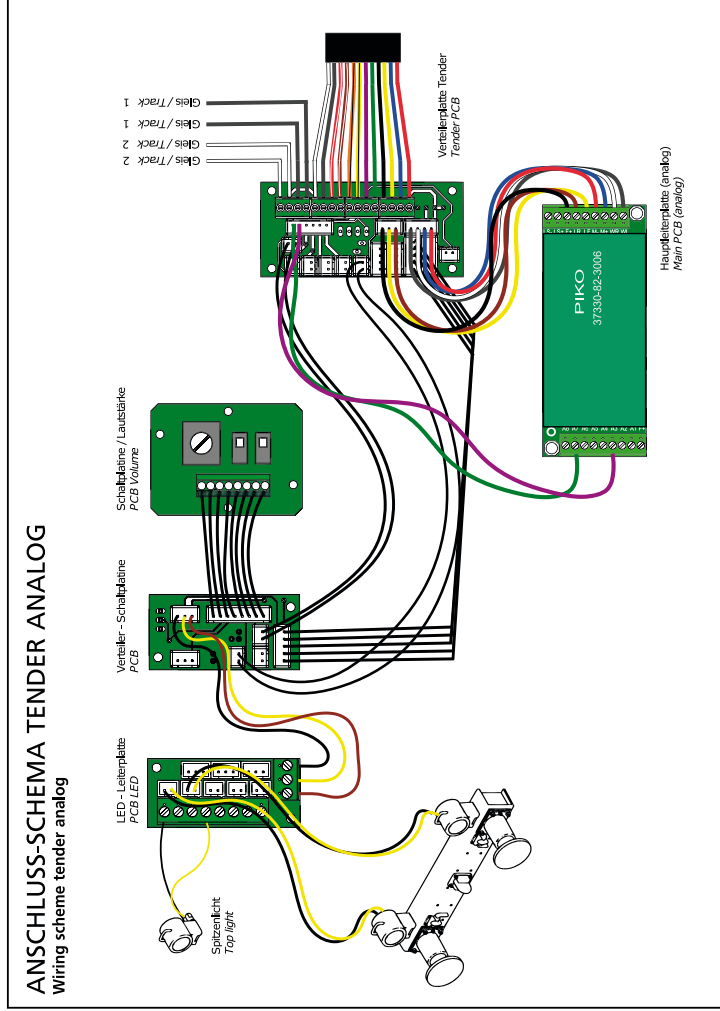 ANSCHLUSS-SCHEMA TENDER ANALOG
Wiring scheme tender analog
Spitzenlicht
Top light
LED - Leiterplatte
PCB LED
Verteiler - Schaltplatine
PCB
Schaltplatine / Lautstärke
PCB Volume
Gleis / Track 1
Gleis / Track 1
Gleis / Track 2
Gleis / Track 2
Verteilerplatte Tender
Tender PCB
Hauptleiterplatte (analog)
Main PCB (analog)
PIKO
37330-82-3006